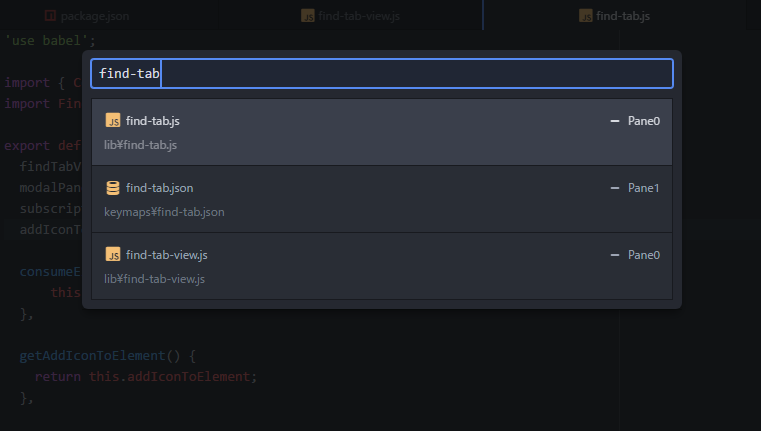 package.json
find-tab-view.js
find-tab.js
'use babel';
find-tab
import { C
import Fin
JS find-tab.js — Pane0
lib¥find-tab.js
export def
findTabV
find-tab.json — Pane1
modalPan
keymaps¥find-tab.json
subscrip
addIconT
JS find-tab-view.js — Pane0
consumeE
lib¥find-tab-view.js
this
},
getAddIconToElement() {
return this.addIconToElement;
},